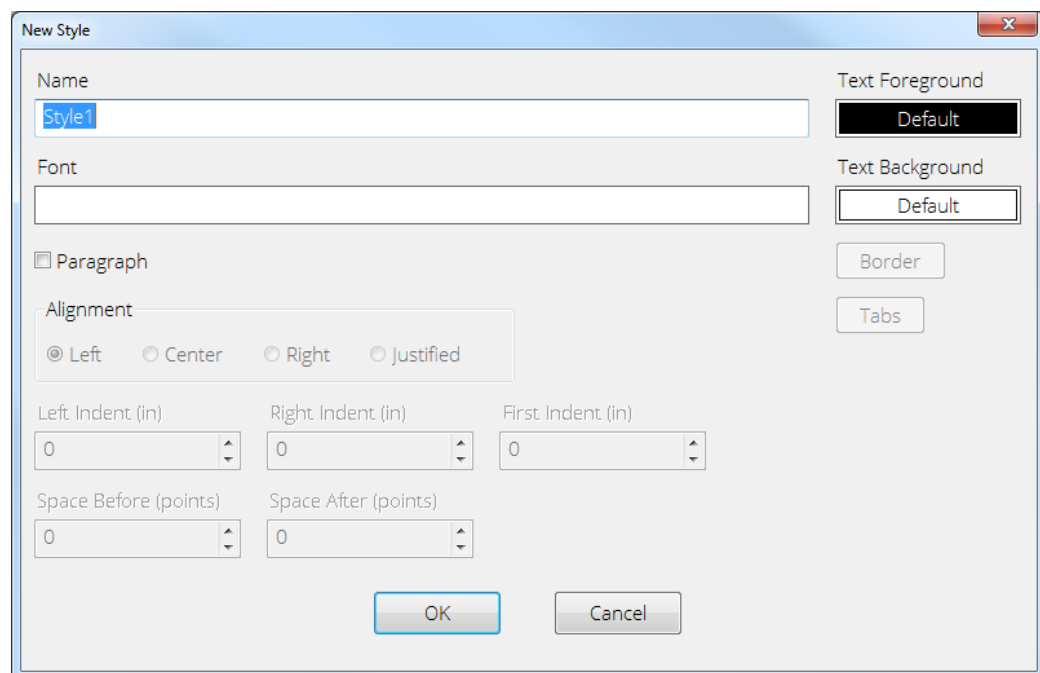 New Style
Name
Text Foreground
Style1
Default
Font
Text Background
Default
Paragraph
Border
Alignment
Tabs
Left Center Right Justified
Left Indent (in) Right Indent (in) First Indent (in)
0 0 0
Space Before (points) Space After (points)
0 0
OK Cancel